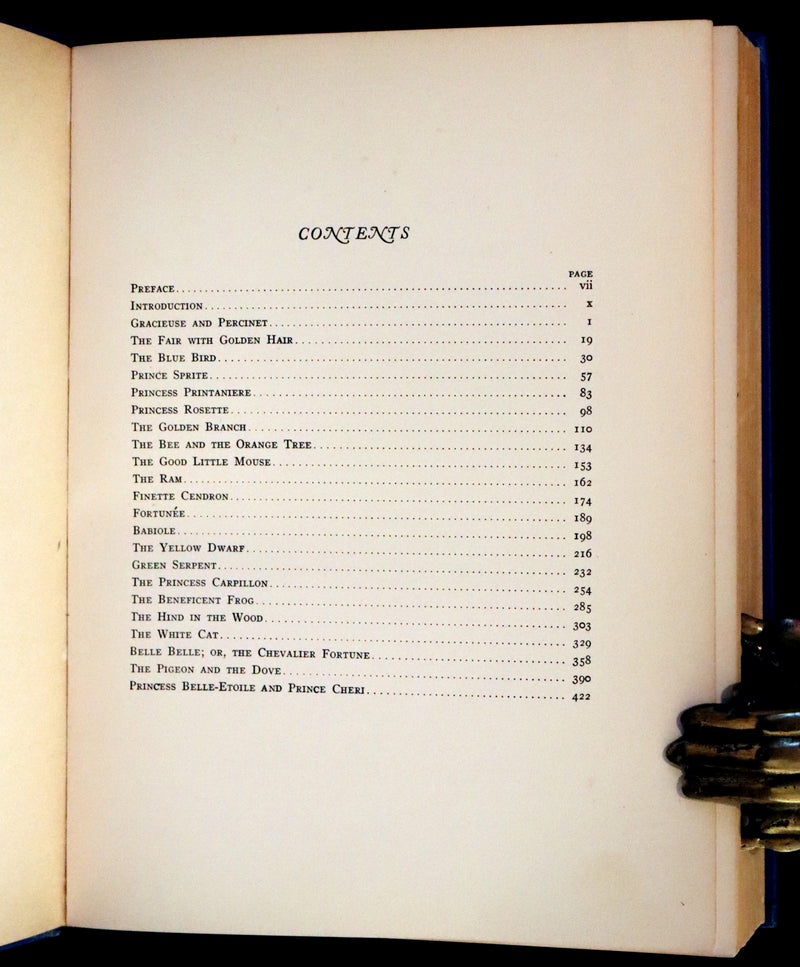 CONTENTS
PAGE
PREFACE ........ vii
INTRODUCTION ........ x
GRACIEUSE AND PERCINET ........ 1
THE FAIR WITH GOLDEN HAIR ........ 19
THE BLUE BIRD ........ 30
PRINCE SPRITE ........ 57
PRINCESS PRINTANIERE ........ 83
PRINCESS ROSETTE ........ 98
THE GOLDEN BRANCH ........ 110
THE BEE AND THE ORANGE TREE ........ 134
THE GOOD LITTLE MOUSE ........ 153
THE RAM ........ 162
FINETTE CENDRON ........ 174
FORTUNÉE ........ 189
BABIOLE ........ 198
THE YELLOW DWARF ........ 216
GREEN SERPENT ........ 232
THE PRINCESS CARPILLON ........ 254
THE BENEFICENT FROG ........ 285
THE HIND IN THE WOOD ........ 303
THE WHITE CAT ........ 329
BELLE BELLE; OR, THE CHEVALIER FORTUNE ........ 358
THE PIGEON AND THE DOVE ........ 390
PRINCESS BELLE-ETOILE AND PRINCE CHERI ........ 422